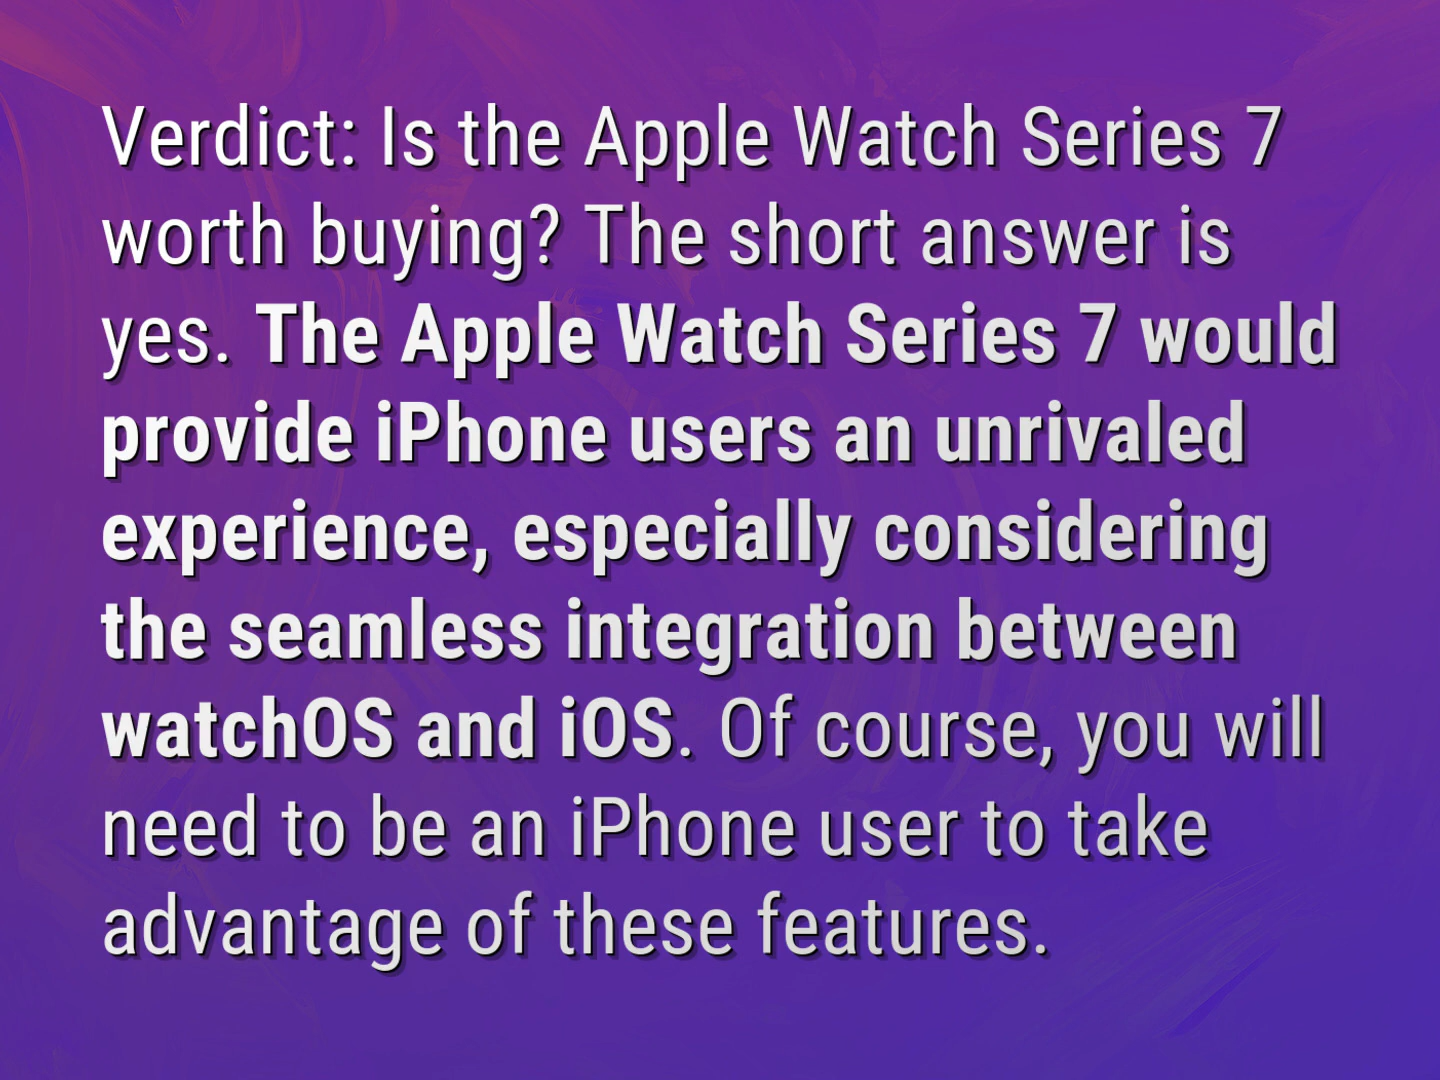 Verdict: Is the Apple Watch Series 7
worth buying? The short answer is
yes. The Apple Watch Series 7 would
provide iPhone users an unrivaled
experience, especially considering
the seamless integration between
watchOS and iOS. Of course, you will
need to be an iPhone user to take
advantage of these features.